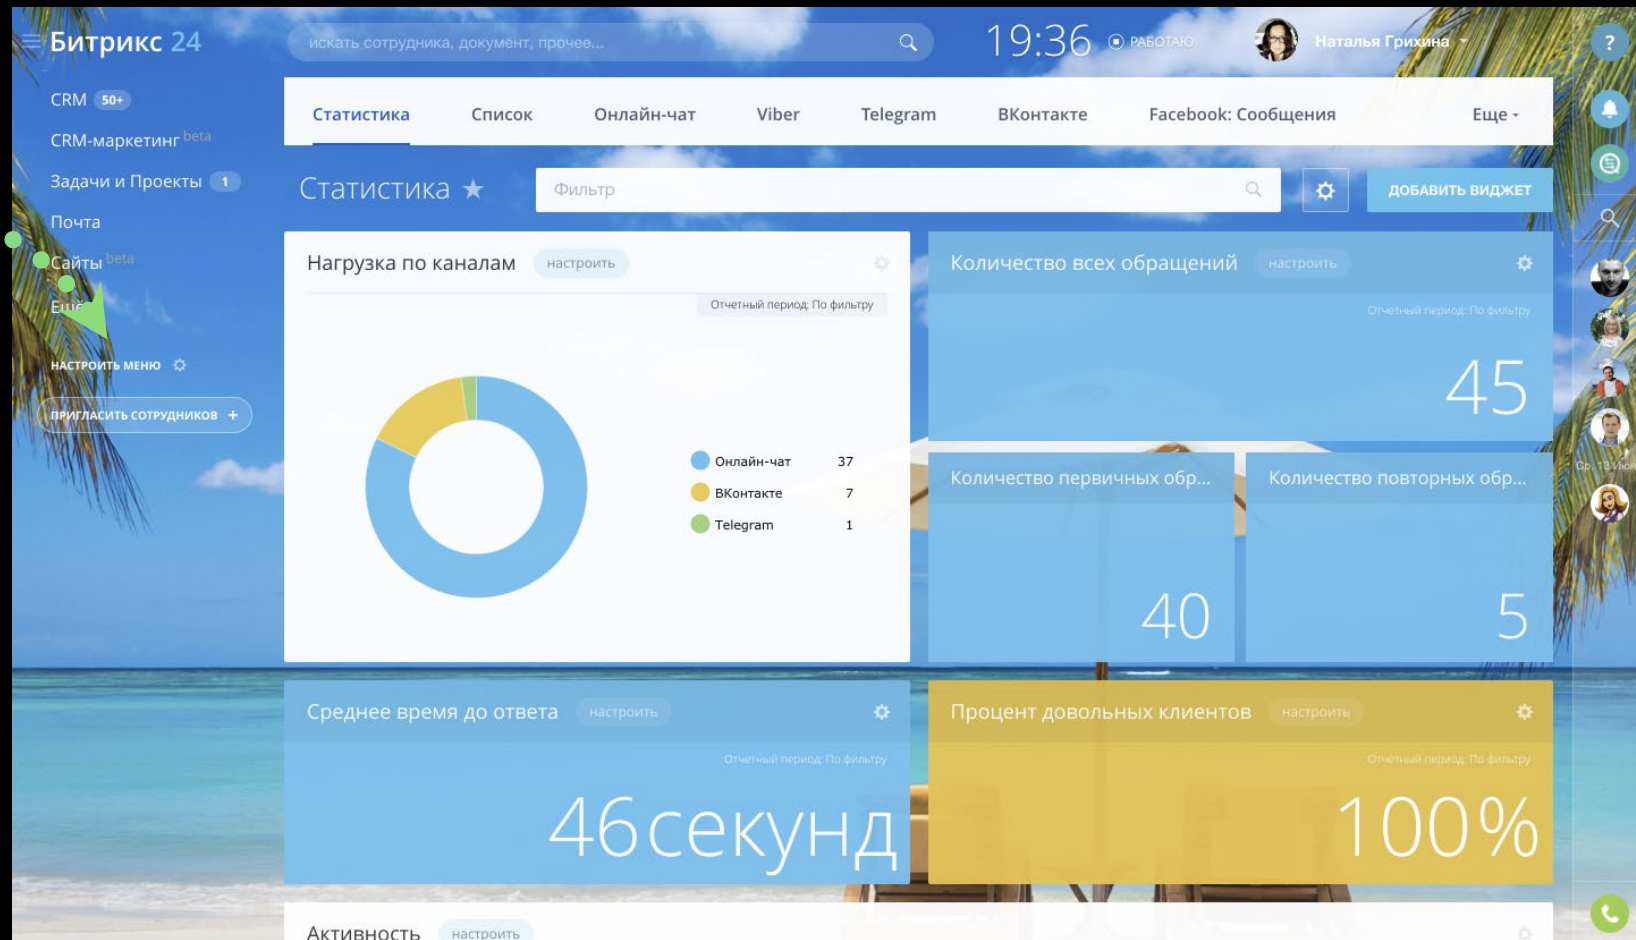 Битрикс 24
искать сотрудника, документ, прочее...
19:36 РАБОТАЮ
Наталья Грихина
CRM 50+
CRM-маркетинг beta
Задачи и Проекты 1
Почта
Сайты beta
НАСТРОИТЬ МЕНЮ
ПРИГЛАСИТЬ СОТРУДНИКОВ +
Статистика Список Онлайн-чат Viber Telegram ВКонтакте Facebook: Сообщения Еще
Статистика
Фильтр
ДОБАВИТЬ ВИДЖЕТ
Нагрузка по каналам настроить
Отчетный период: По фильтру
Онлайн-чат 37
ВКонтакте 7
Telegram 1
Количество всех обращений настроить
Отчетный период: По фильтру
45
Количество первичных обр...
40
Количество повторных обр...
5
Среднее время до ответа настроить
Отчетный период: По фильтру
46секунд
Процент довольных клиентов настроить
Отчетный период: По фильтру
100%
Активность настроить
?
Ср, 13